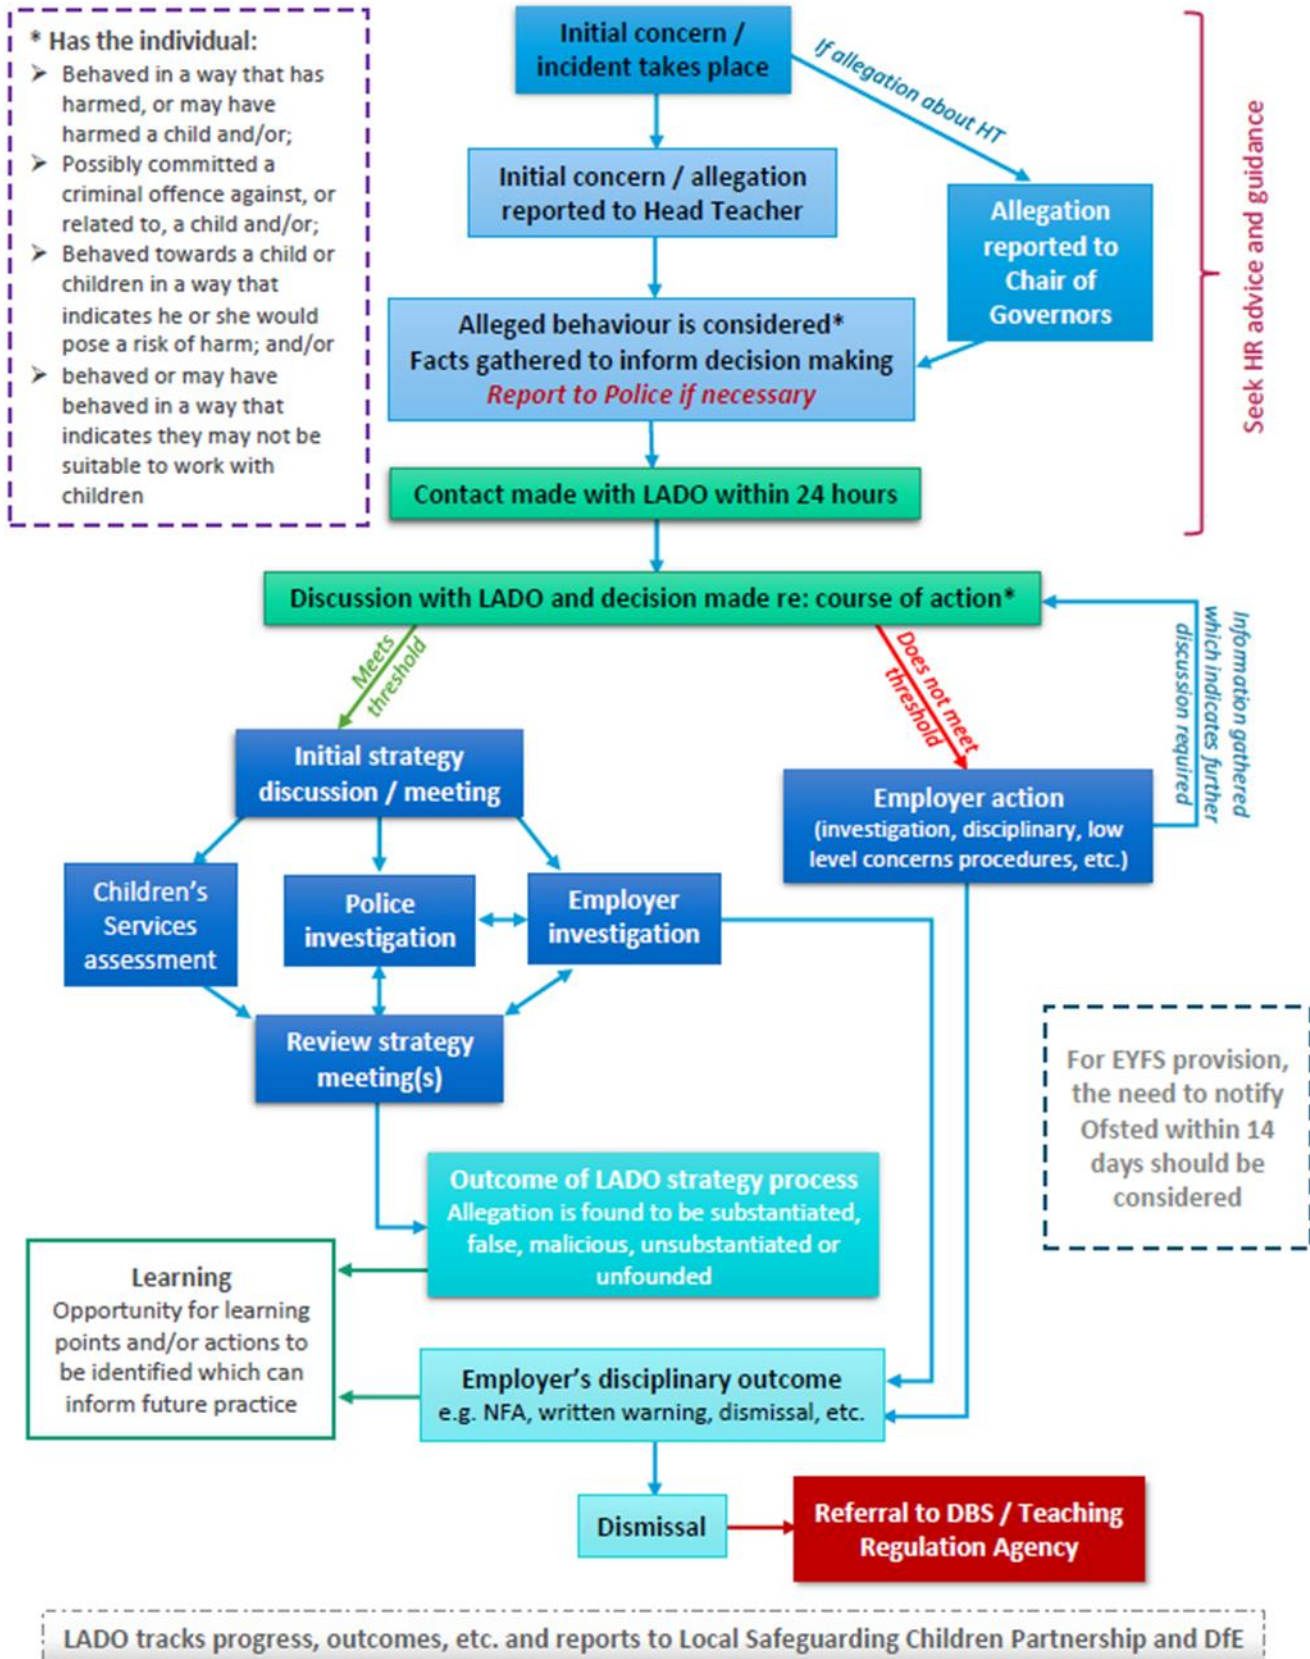 * Has the individual:
➤ Behaved in a way that has
harmed, or may have
harmed a child and/or;
➤ Possibly committed a
criminal offence against, or
related to, a child and/or;
➤ Behaved towards a child or
children in a way that
indicates he or she would
pose a risk of harm; and/or
➤ behaved or may have
behaved in a way that
indicates they may not be
suitable to work with
children
Initial concern /
incident takes place
If allegation about HT
Initial concern / allegation
reported to Head Teacher
Allegation
reported to
Chair of
Governors
Seek HR advice and guidance
Alleged behaviour is considered*
Facts gathered to inform decision making
Report to Police if necessary
Contact made with LADO within 24 hours
Discussion with LADO and decision made re: course of action*
Meets
threshold
Does not meet
threshold
Information gathered
which indicates further
discussion required
Initial strategy
discussion / meeting
Employer action
(investigation, disciplinary, low
level concerns procedures, etc.)
Children's
Services
assessment
Police
investigation
Employer
investigation
Review strategy
meeting(s)
For EYFS provision,
the need to notify
Ofsted within 14
days should be
considered
Outcome of LADO strategy process
Allegation is found to be substantiated,
false, malicious, unsubstantiated or
unfounded
Learning
Opportunity for learning
points and/or actions to
be identified which can
inform future practice
Employer's disciplinary outcome
e.g. NFA, written warning, dismissal, etc.
Dismissal
Referral to DBS / Teaching
Regulation Agency
LADO tracks progress, outcomes, etc. and reports to Local Safeguarding Children Partnership and DfE